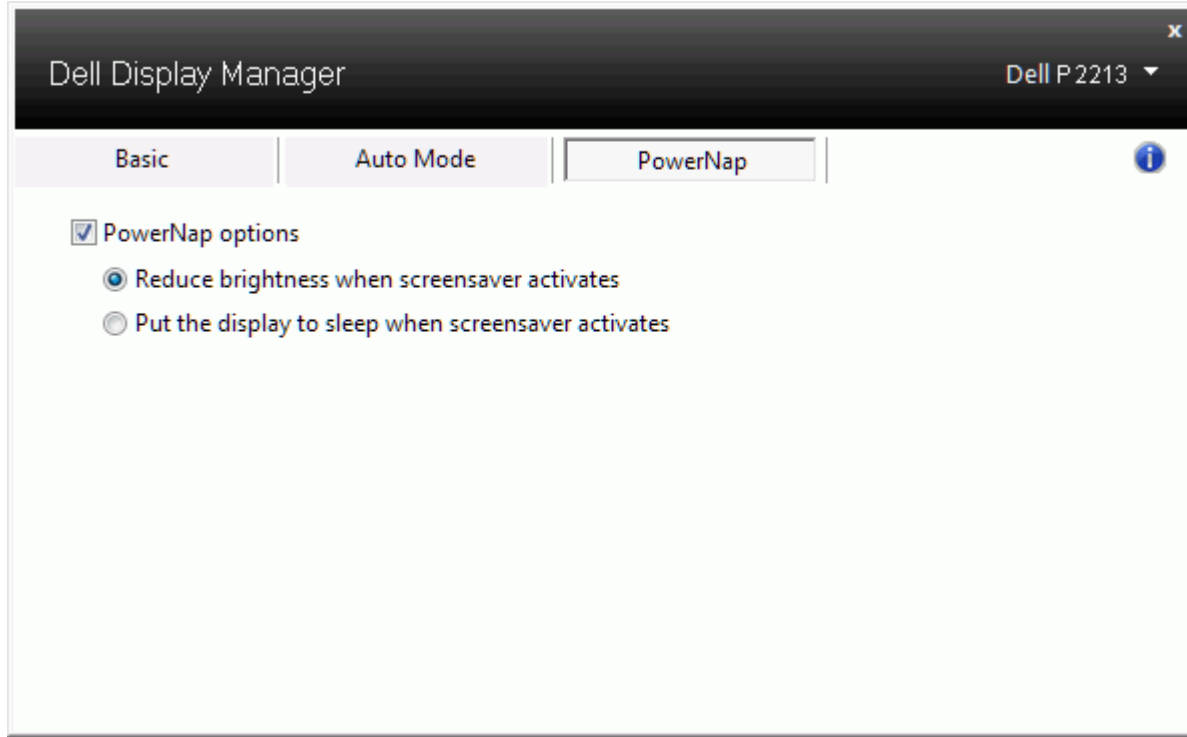 x
Dell Display Manager
Dell P2213
Basic
Auto Mode
PowerNap
i
PowerNap options
Reduce brightness when screensaver activates
Put the display to sleep when screensaver activates